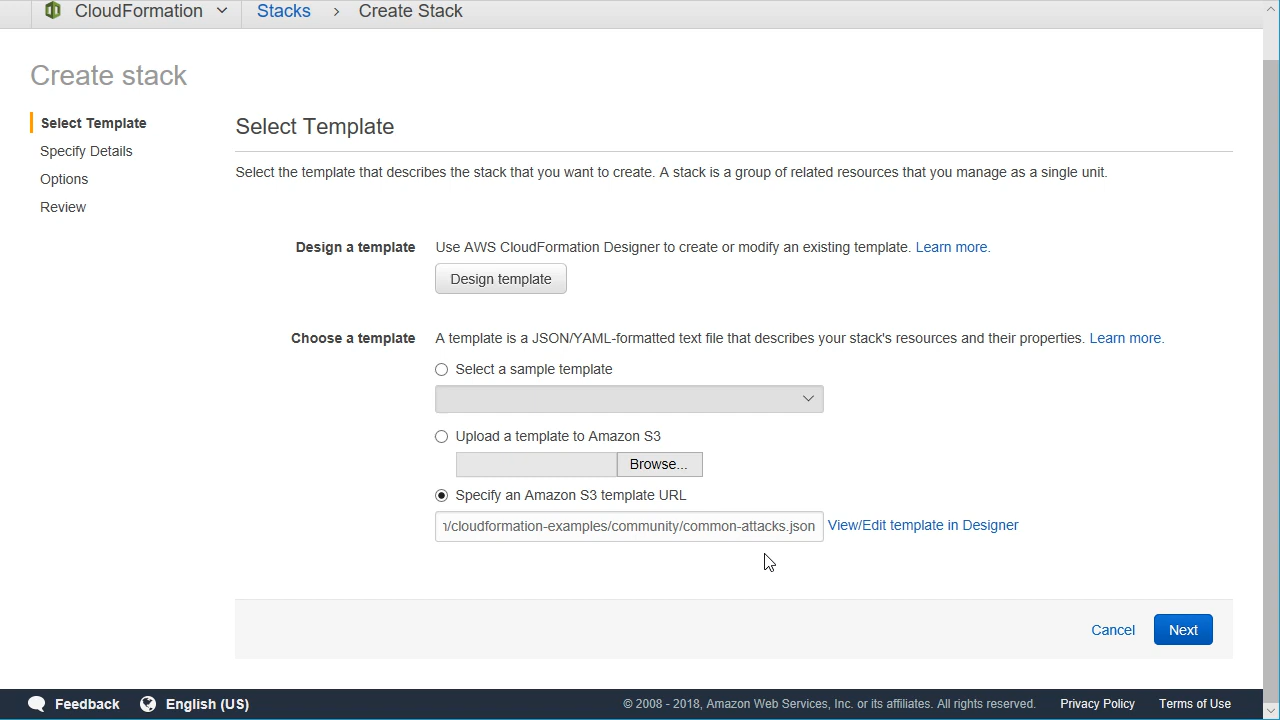 CloudFormation Stacks > Create Stack
Create stack
Select Template
Specify Details
Options
Review
Select Template
Select the template that describes the stack that you want to create. A stack is a group of related resources that you manage as a single unit.
Design a template Use AWS CloudFormation Designer to create or modify an existing template. Learn more.
Design template
Choose a template A template is a JSON/YAML-formatted text file that describes your stack's resources and their properties. Learn more.
Select a sample template
Upload a template to Amazon S3
Browse...
Specify an Amazon S3 template URL
/cloudformation-examples/community/common-attacks.json View/Edit template in Designer
Cancel Next
Feedback English (US) © 2008 - 2018, Amazon Web Services, Inc. or its affiliates. All rights reserved. Privacy Policy Terms of Use